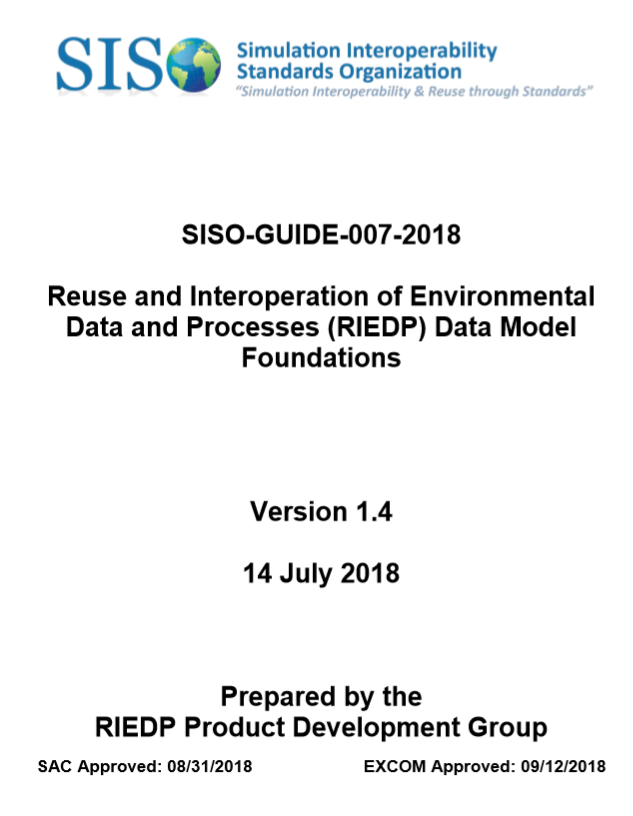 SISO
Simulation Interoperability
Standards Organization
"Simulation Interoperability & Reuse through Standards"
SISO-GUIDE-007-2018
Reuse and Interoperation of Environmental
Data and Processes (RIEDP) Data Model
Foundations
Version 1.4
14 July 2018
Prepared by the
RIEDP Product Development Group
SAC Approved: 08/31/2018 EXCOM Approved: 09/12/2018